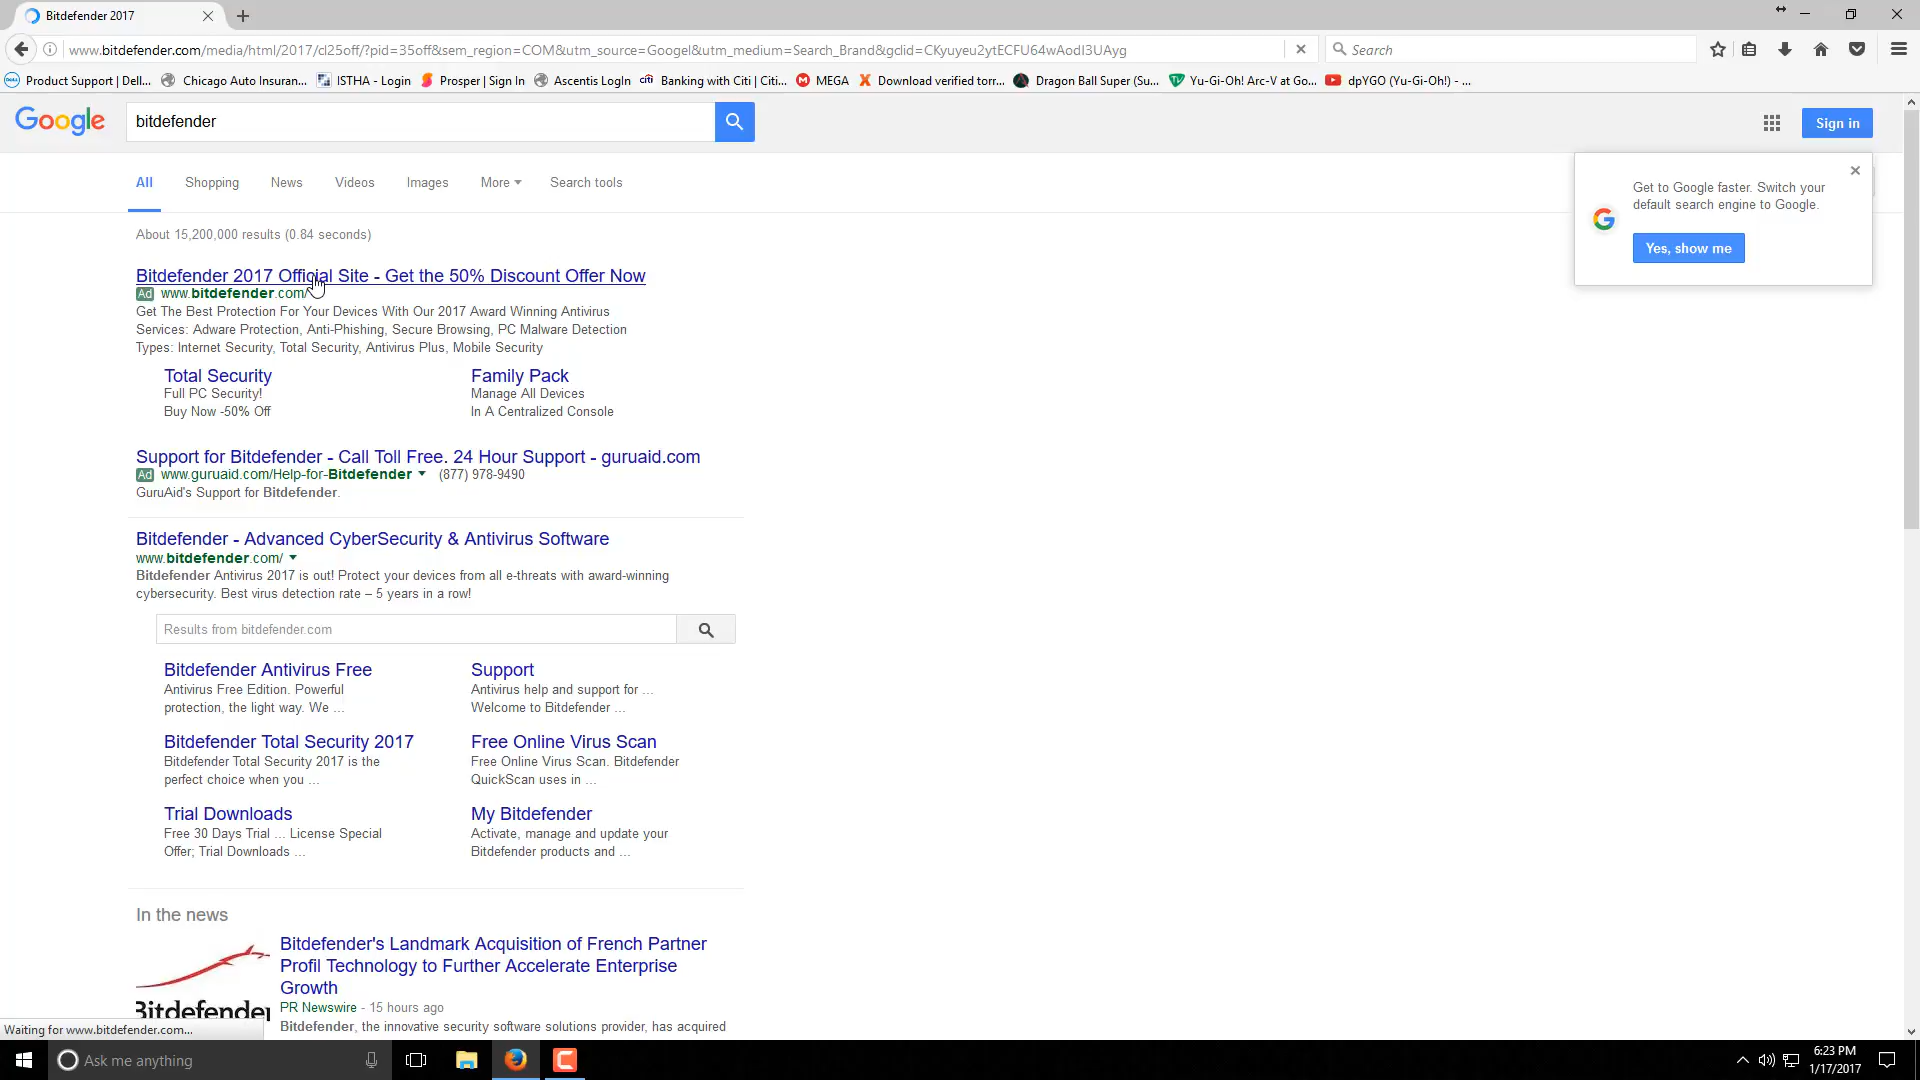 Bitdefender 2017
www.bitdefender.com/media/html/2017/cl25off/?pid=35off&sem_region=COM&utm_source=Googel&utm_medium=Search_Brand&gclid=CKyuyeu2ytECFU64wAodI3UAyg
Search
Product Support | Dell...
Chicago Auto Insuran...
ISTHA - Login
Prosper | Sign In
Ascentis LogIn
Banking with Citi | Citi...
MEGA
Download verified torr...
Dragon Ball Super (Su...
Yu-Gi-Oh! Arc-V at Go...
dpYGO (Yu-Gi-Oh!) - ...
Google
bitdefender
Sign in
All
Shopping
News
Videos
Images
More
Search tools
Get to Google faster. Switch your
default search engine to Google.
Yes, show me
About 15,200,000 results (0.84 seconds)
Bitdefender 2017 Official Site - Get the 50% Discount Offer Now
Ad www.bitdefender.com/
Get The Best Protection For Your Devices With Our 2017 Award Winning Antivirus
Services: Adware Protection, Anti-Phishing, Secure Browsing, PC Malware Detection
Types: Internet Security, Total Security, Antivirus Plus, Mobile Security
Total Security
Full PC Security!
Buy Now -50% Off
Family Pack
Manage All Devices
In A Centralized Console
Support for Bitdefender - Call Toll Free. 24 Hour Support - guruaid.com
Ad www.guruaid.com/Help-for-Bitdefender (877) 978-9490
GuruAid's Support for Bitdefender.
Bitdefender - Advanced CyberSecurity & Antivirus Software
www.bitdefender.com/
Bitdefender Antivirus 2017 is out! Protect your devices from all e-threats with award-winning
cybersecurity. Best virus detection rate – 5 years in a row!
Results from bitdefender.com
Bitdefender Antivirus Free
Antivirus Free Edition. Powerful
protection, the light way. We ...
Support
Antivirus help and support for ...
Welcome to Bitdefender ...
Bitdefender Total Security 2017
Bitdefender Total Security 2017 is the
perfect choice when you ...
Free Online Virus Scan
Free Online Virus Scan. Bitdefender
QuickScan uses in ...
Trial Downloads
Free 30 Days Trial ... License Special
Offer; Trial Downloads ...
My Bitdefender
Activate, manage and update your
Bitdefender products and ...
In the news
Bitdefender
Bitdefender's Landmark Acquisition of French Partner
Profil Technology to Further Accelerate Enterprise
Growth
PR Newswire - 15 hours ago
Bitdefender, the innovative security software solutions provider, has acquired
Waiting for www.bitdefender.com...
Ask me anything
6:23 PM
1/17/2017